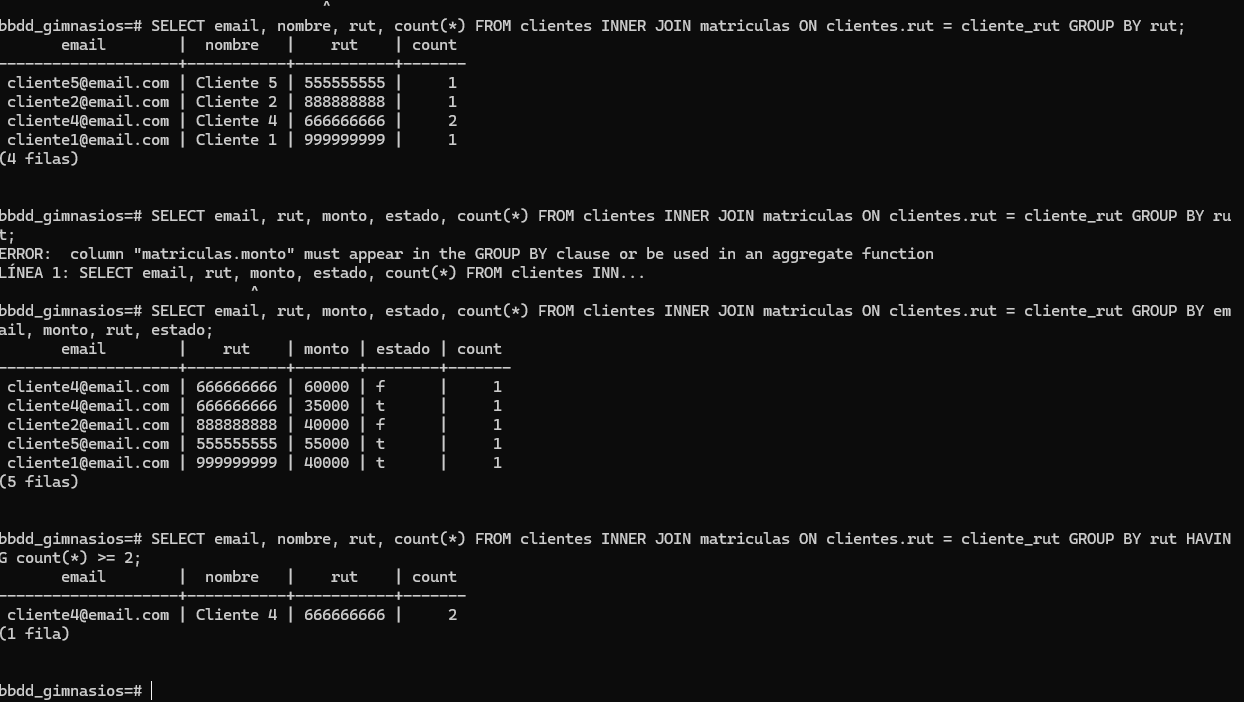 ^
bbdd_gimnasios=# SELECT email, nombre, rut, count(*) FROM clientes INNER JOIN matriculas ON clientes.rut = cliente_rut GROUP BY rut;
       email        |  nombre   |    rut    | count
--------------------+-----------+-----------+-------
 cliente5@email.com | Cliente 5 | 555555555 |     1
 cliente2@email.com | Cliente 2 | 888888888 |     1
 cliente4@email.com | Cliente 4 | 666666666 |     2
 cliente1@email.com | Cliente 1 | 999999999 |     1
(4 filas)
bbdd_gimnasios=# SELECT email, rut, monto, estado, count(*) FROM clientes INNER JOIN matriculas ON clientes.rut = cliente_rut GROUP BY ru
t;
ERROR:  column "matriculas.monto" must appear in the GROUP BY clause or be used in an aggregate function
LÍNEA 1: SELECT email, rut, monto, estado, count(*) FROM clientes INN...
                            ^
bbdd_gimnasios=# SELECT email, rut, monto, estado, count(*) FROM clientes INNER JOIN matriculas ON clientes.rut = cliente_rut GROUP BY em
ail, monto, rut, estado;
       email        |    rut    | monto | estado | count
--------------------+-----------+-------+--------+-------
 cliente4@email.com | 666666666 | 60000 | f      |     1
 cliente4@email.com | 666666666 | 35000 | t      |     1
 cliente2@email.com | 888888888 | 40000 | f      |     1
 cliente5@email.com | 555555555 | 55000 | t      |     1
 cliente1@email.com | 999999999 | 40000 | t      |     1
(5 filas)
bbdd_gimnasios=# SELECT email, nombre, rut, count(*) FROM clientes INNER JOIN matriculas ON clientes.rut = cliente_rut GROUP BY rut HAVIN
G count(*) >= 2;
       email        |  nombre   |    rut    | count
--------------------+-----------+-----------+-------
 cliente4@email.com | Cliente 4 | 666666666 |     2
(1 fila)
bbdd_gimnasios=#